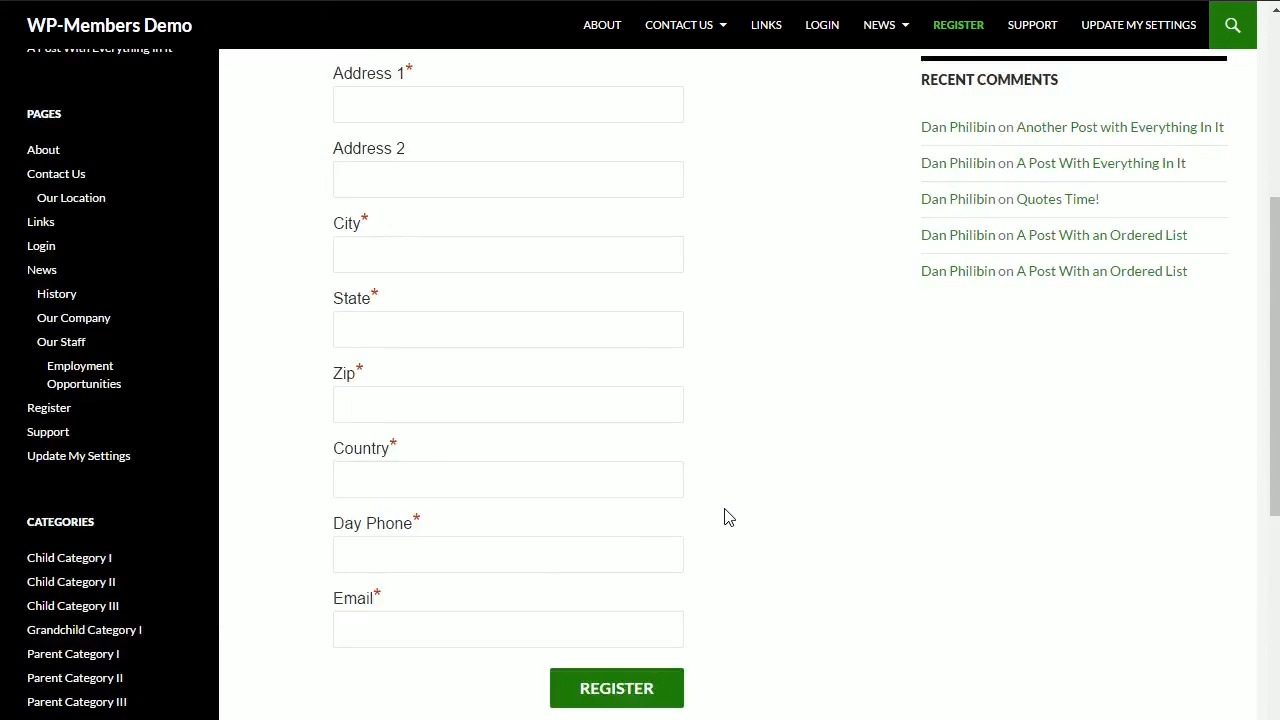 WP-Members Demo
ABOUT
CONTACT US
LINKS
LOGIN
NEWS
REGISTER
SUPPORT
UPDATE MY SETTINGS
A Post With Everything In It
PAGES
About
Contact Us
Our Location
Links
Login
News
History
Our Company
Our Staff
Employment
Opportunities
Register
Support
Update My Settings
CATEGORIES
Child Category I
Child Category II
Child Category III
Grandchild Category I
Parent Category I
Parent Category II
Parent Category III
Address 1*
Address 2
City*
State*
Zip*
Country*
Day Phone*
Email*
REGISTER
RECENT COMMENTS
Dan Philibin on Another Post with Everything In It
Dan Philibin on A Post With Everything In It
Dan Philibin on Quotes Time!
Dan Philibin on A Post With an Ordered List
Dan Philibin on A Post With an Ordered List